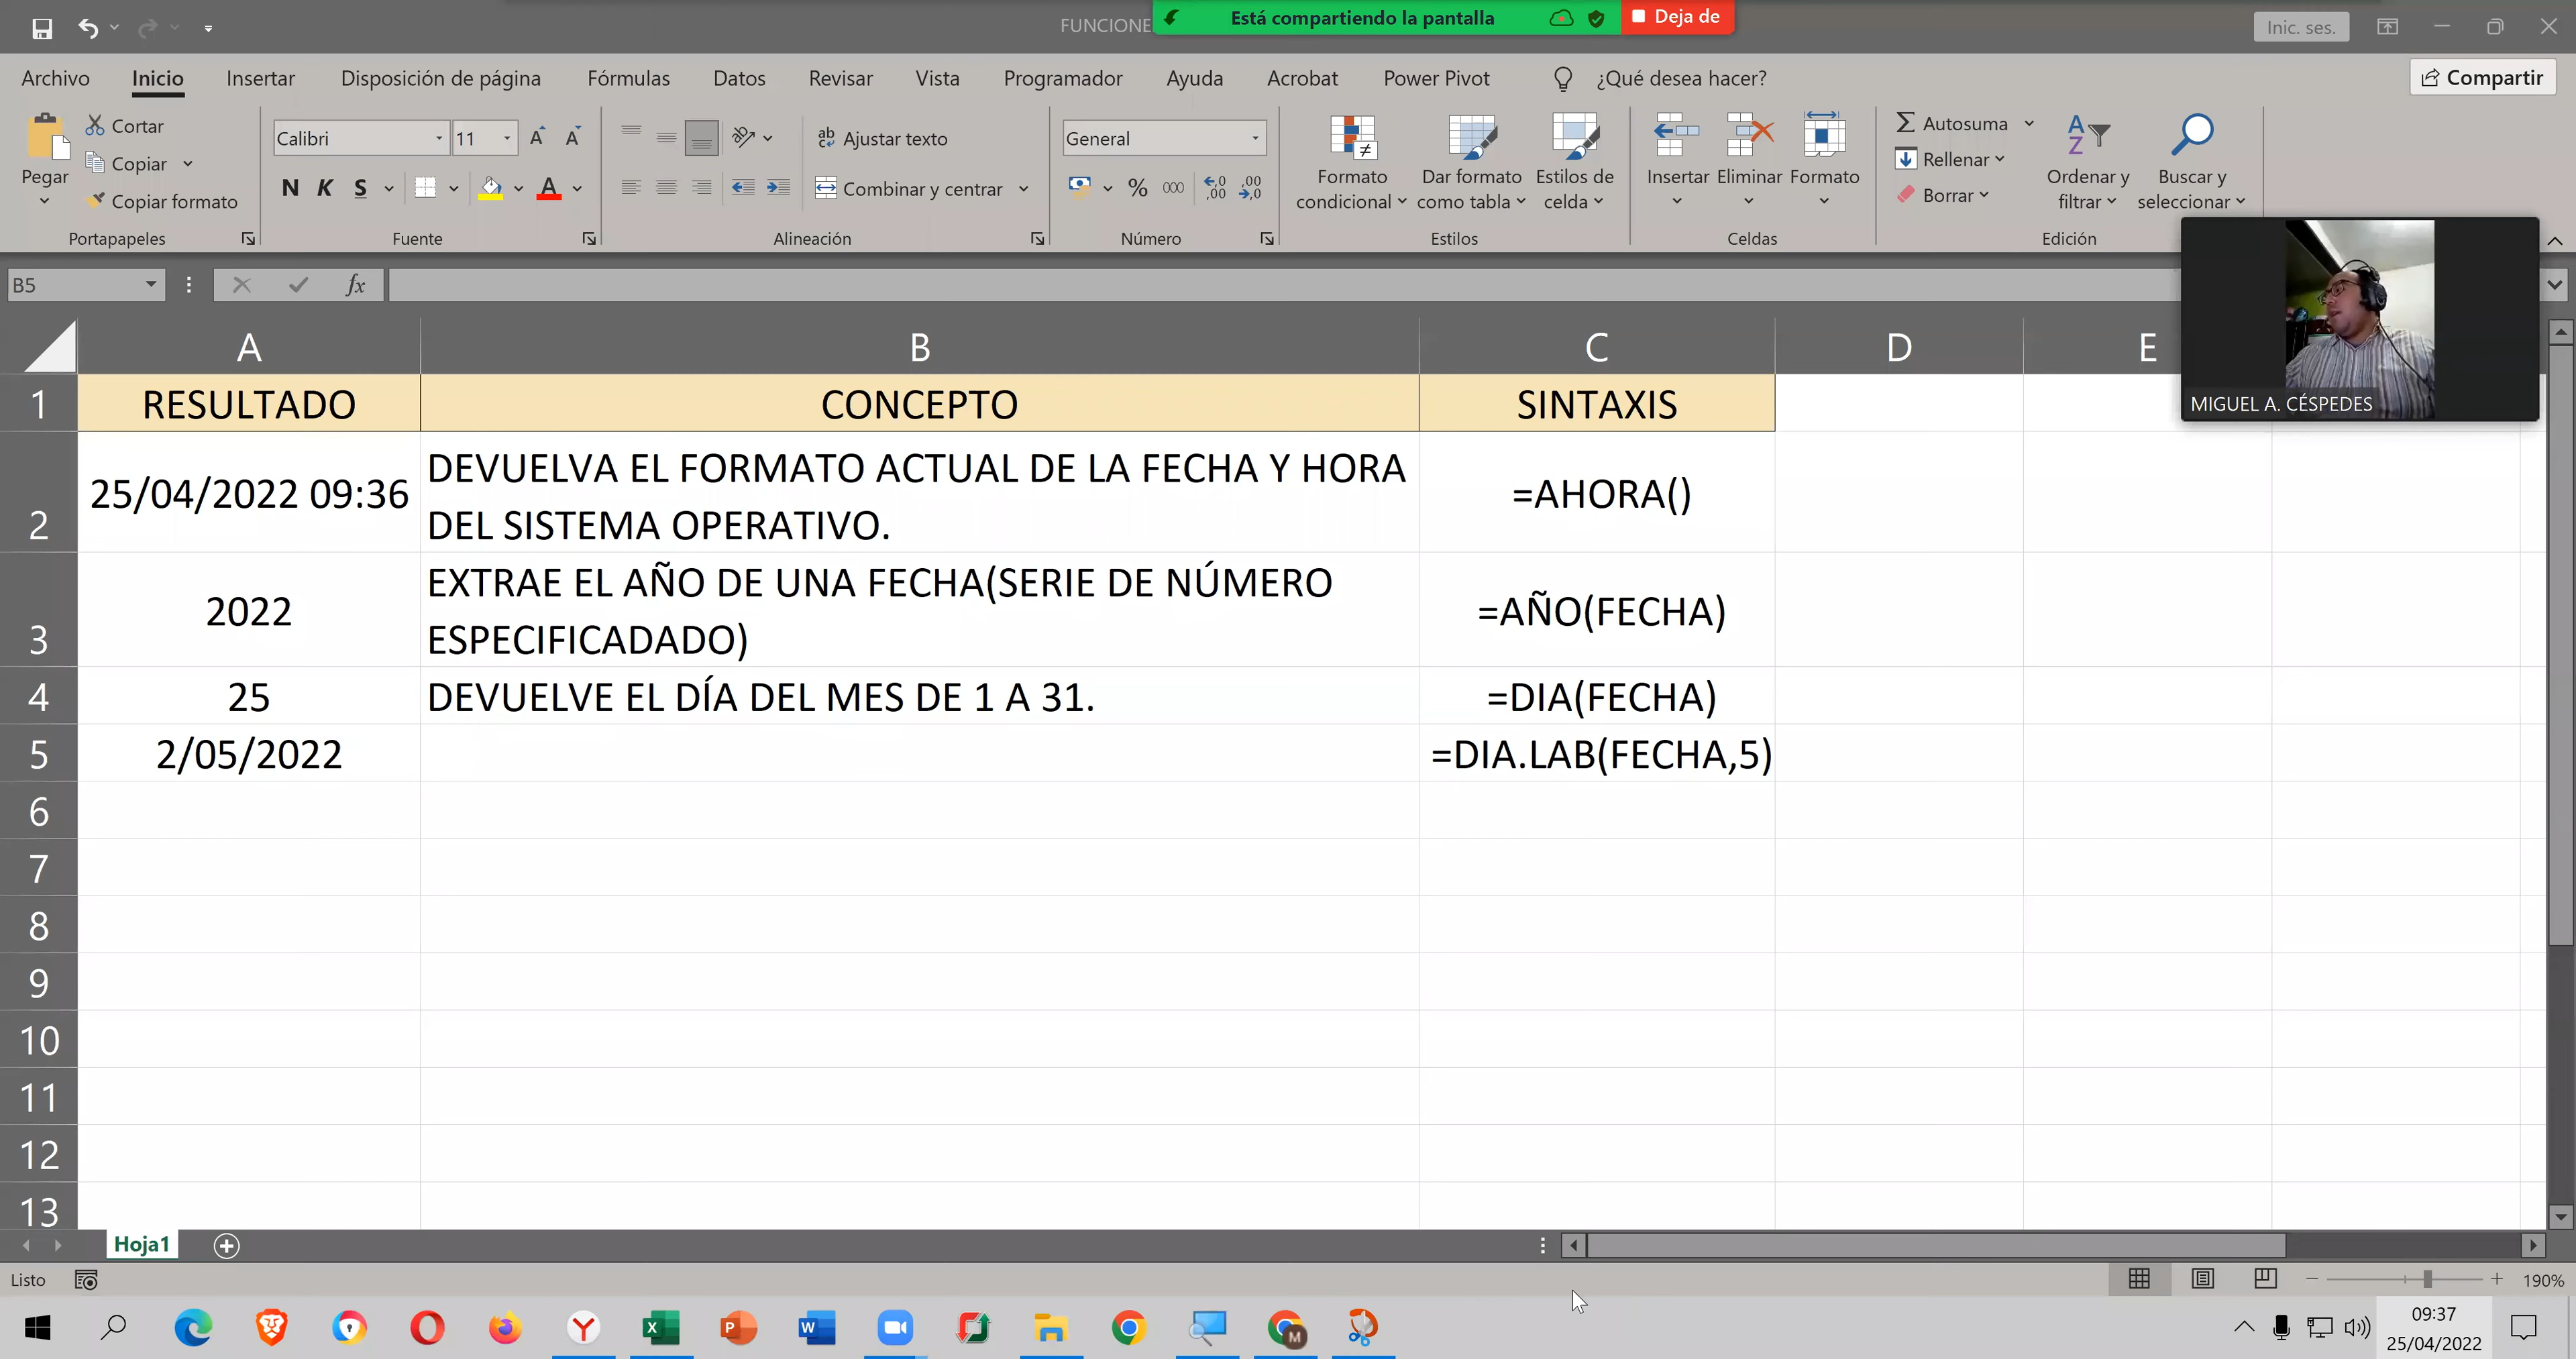 FUNCIONE
Está compartiendo la pantalla
Deja de
Inic. ses.
Archivo Inicio Insertar Disposición de página Fórmulas Datos Revisar Vista Programador Ayuda Acrobat Power Pivot ¿Qué desea hacer? Compartir
Pegar
Cortar
Copiar
Copiar formato
Portapapeles
Calibri 11
N K S
Fuente
Ajustar texto
Combinar y centrar
Alineación
General
% 000
Número
Formato condicional
Dar formato como tabla
Estilos de celda
Estilos
Insertar Eliminar Formato
Celdas
Autosuma
Rellenar
Borrar
Ordenar y filtrar
Buscar y seleccionar
Edición
B5
fx
MIGUEL A. CÉSPEDES
A B C D E
1 RESULTADO CONCEPTO SINTAXIS
2 25/04/2022 09:36 DEVUELVA EL FORMATO ACTUAL DE LA FECHA Y HORA
DEL SISTEMA OPERATIVO. =AHORA()
3 2022 EXTRAE EL AÑO DE UNA FECHA(SERIE DE NÚMERO
ESPECIFICADADO) =AÑO(FECHA)
4 25 DEVUELVE EL DÍA DEL MES DE 1 A 31. =DIA(FECHA)
5 2/05/2022 =DIA.LAB(FECHA,5)
6
7
8
9
10
11
12
13
Hoja1
Listo
190%
09:37
25/04/2022